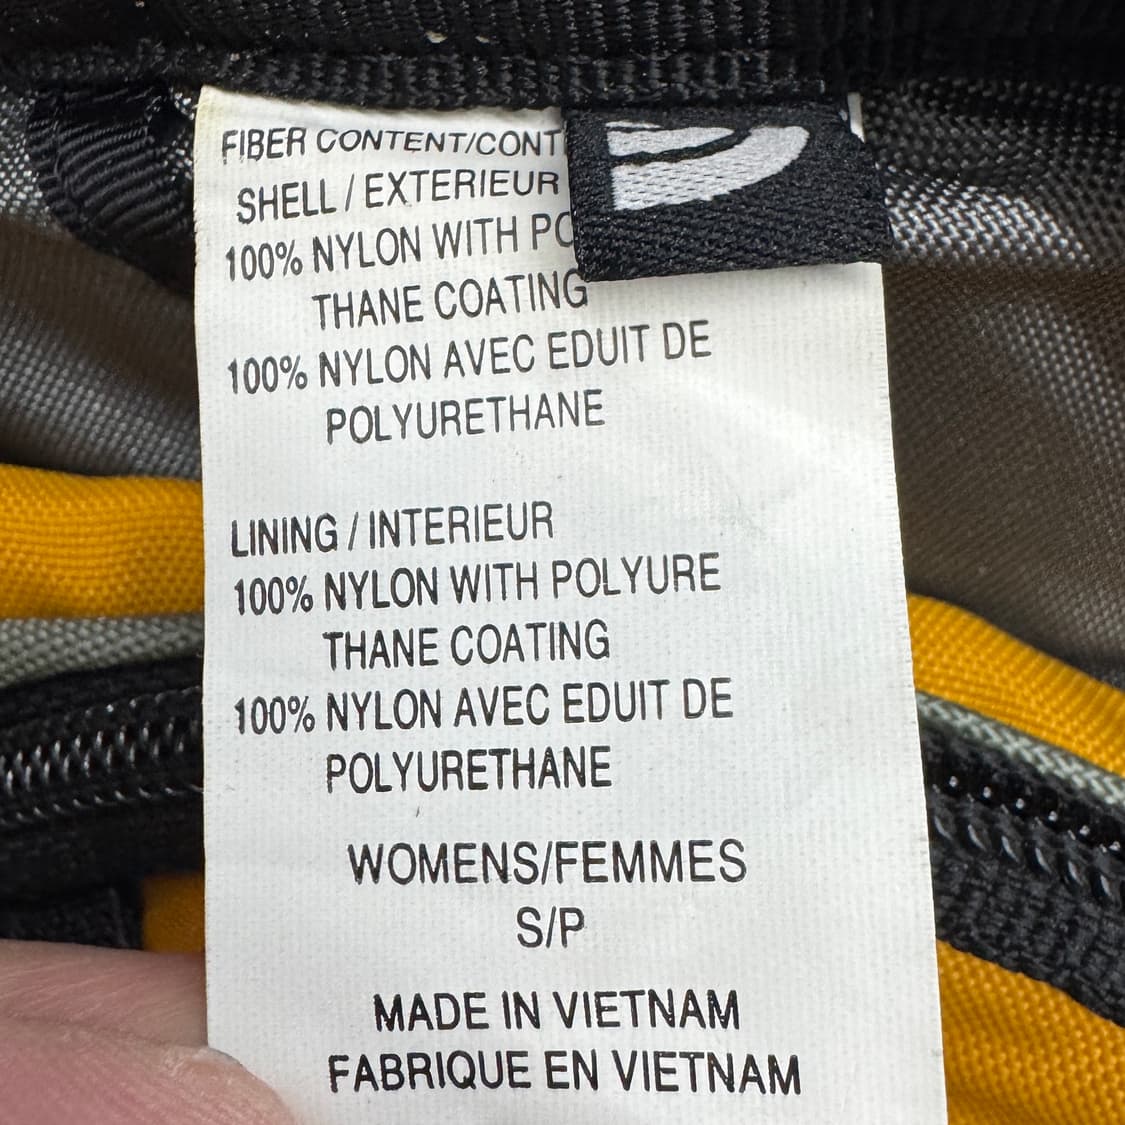 FIBER CONTENT/CONT
SHELL / EXTERIEUR
100% NYLON WITH PO
THANE COATING
100% NYLON AVEC EDUIT DE
POLYURETHANE
LINING / INTERIEUR
100% NYLON WITH POLYURE
THANE COATING
100% NYLON AVEC EDUIT DE
POLYURETHANE
WOMENS/FEMMES
S/P
MADE IN VIETNAM
FABRIQUE EN VIETNAM